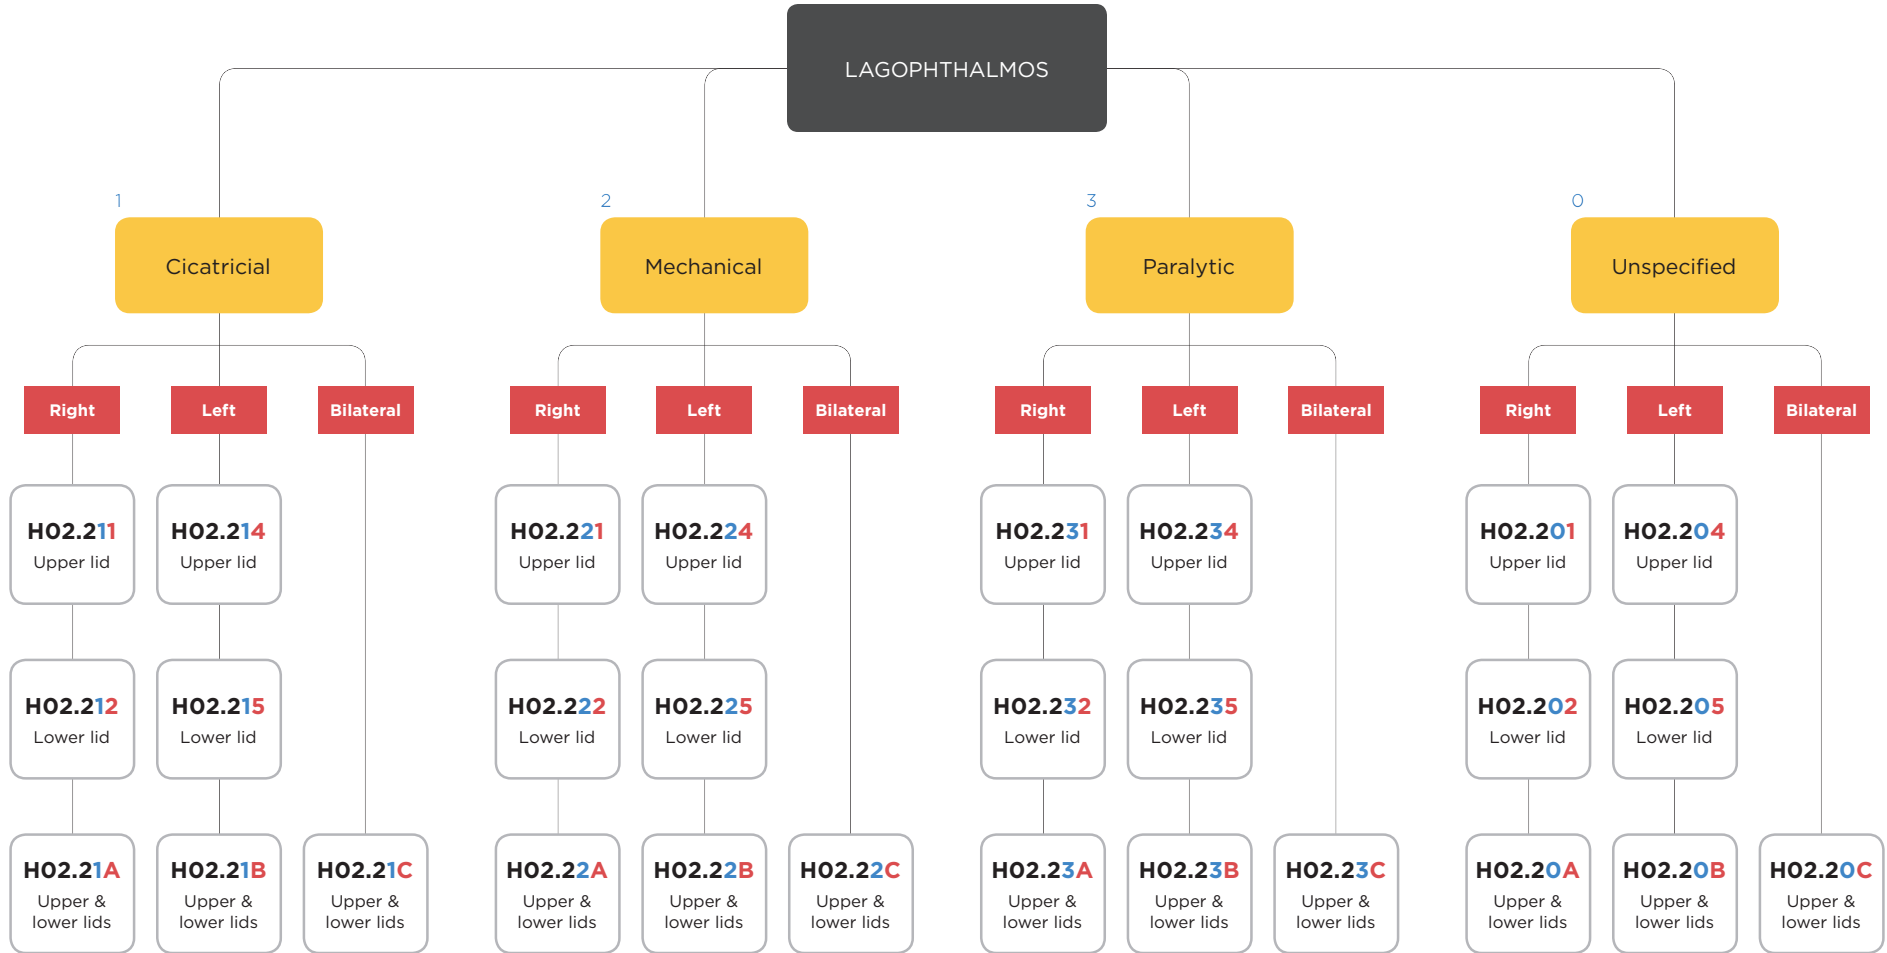 LAGOPHTHALMOS
1
2
3
0
Cicatricial
Mechanical
Paralytic
Unspecified
Right
Left
Bilateral
Right
Left
Bilateral
Right
Left
Bilateral
Right
Left
Bilateral
H02.211
Upper lid
H02.214
Upper lid
H02.221
Upper lid
H02.224
Upper lid
H02.231
Upper lid
H02.234
Upper lid
H02.201
Upper lid
H02.204
Upper lid
H02.212
Lower lid
H02.215
Lower lid
H02.222
Lower lid
H02.225
Lower lid
H02.232
Lower lid
H02.235
Lower lid
H02.202
Lower lid
H02.205
Lower lid
H02.21A
Upper &
lower lids
H02.21B
Upper &
lower lids
H02.21C
Upper &
lower lids
H02.22A
Upper &
lower lids
H02.22B
Upper &
lower lids
H02.22C
Upper &
lower lids
H02.23A
Upper &
lower lids
H02.23B
Upper &
lower lids
H02.23C
Upper &
lower lids
H02.20A
Upper &
lower lids
H02.20B
Upper &
lower lids
H02.20C
Upper &
lower lids